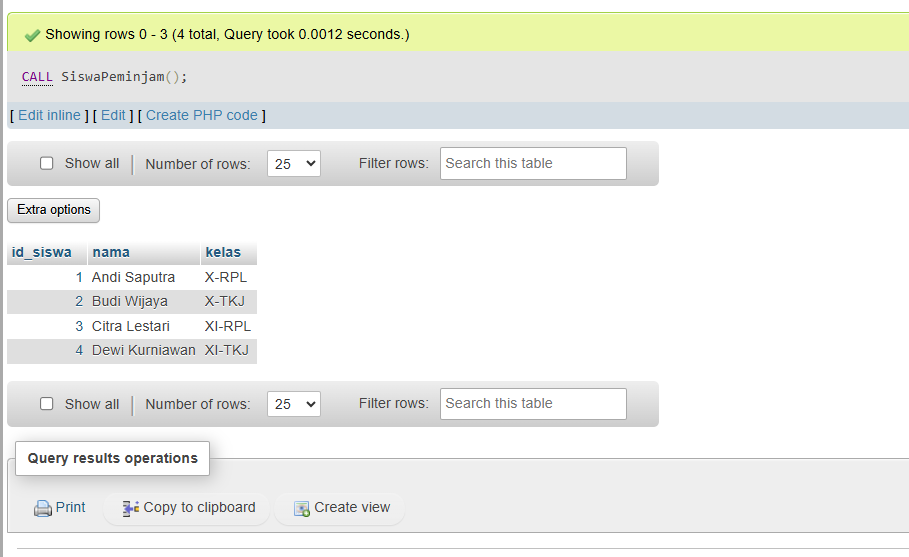 Showing rows 0 - 3 (4 total, Query took 0.0012 seconds.)
CALL SiswaPeminjam();
[ Edit inline ] [ Edit ] [ Create PHP code ]
Show all | Number of rows: 25 Filter rows: Search this table
Extra options
id_siswa nama kelas
1 Andi Saputra X-RPL
2 Budi Wijaya X-TKJ
3 Citra Lestari XI-RPL
4 Dewi Kurniawan XI-TKJ
Show all | Number of rows: 25 Filter rows: Search this table
Query results operations
Print Copy to clipboard Create view